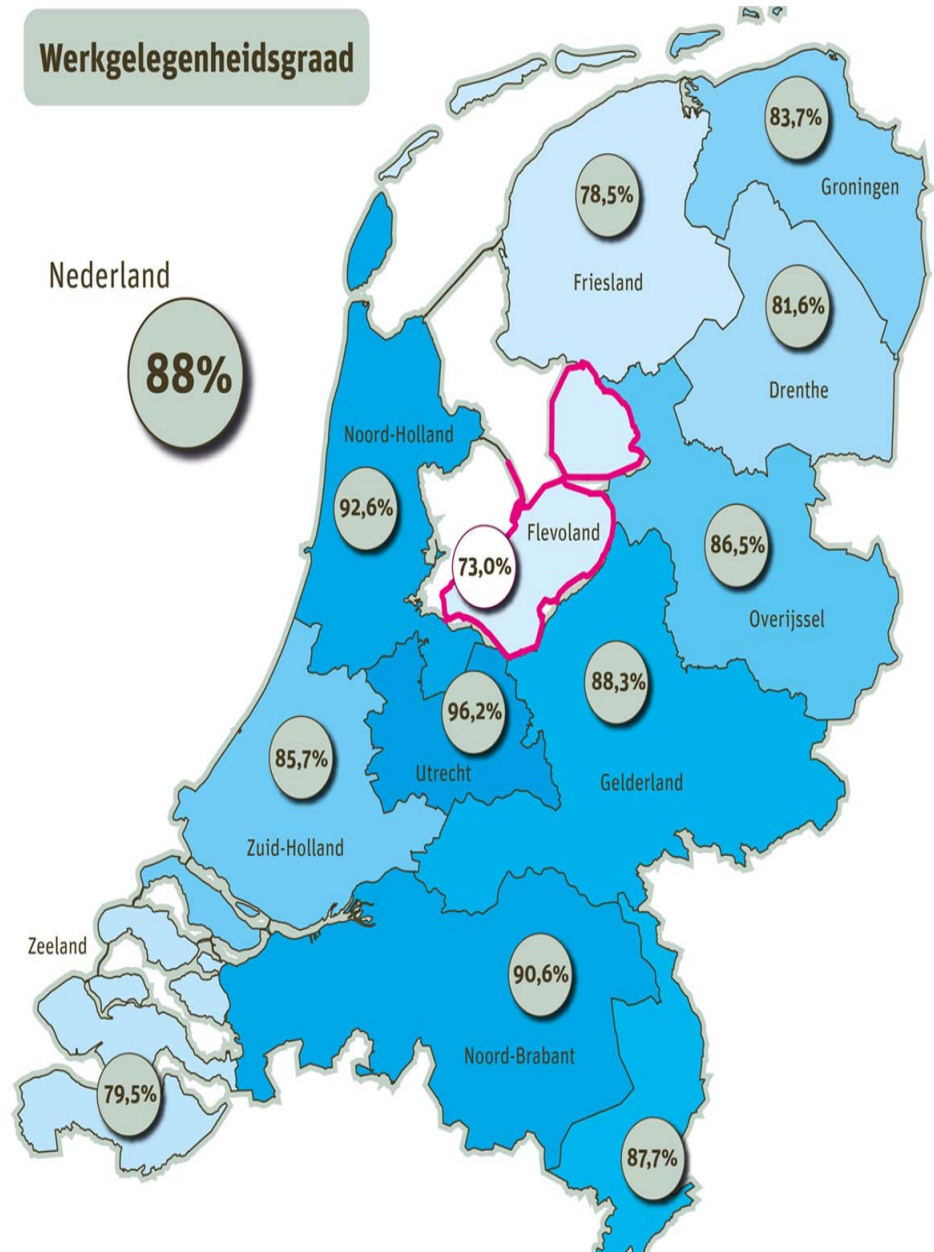 Werkgelegenheidsgraad
83,7%
Groningen
78,5%
Friesland
Nederland
88%
81,6%
Drenthe
Noord-Holland
92,6%
Flevoland
73,0%
86,5%
Overijssel
88,3%
Gelderland
96,2%
Utrecht
85,7%
Zuid-Holland
Zeeland
79,5%
90,6%
Noord-Brabant
87,7%